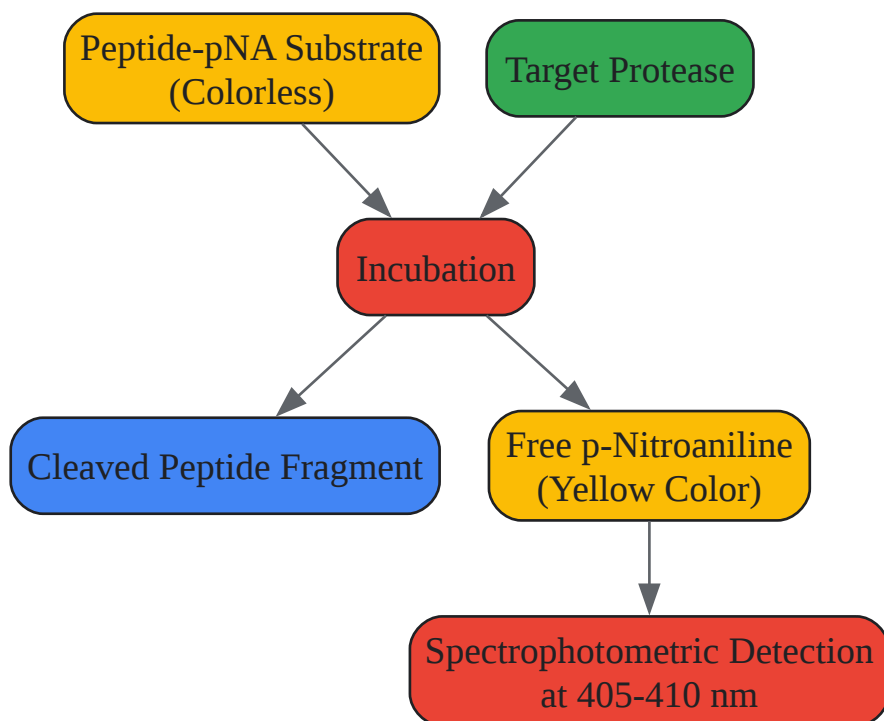 Peptide-pNA Substrate
(Colorless)
Target Protease
Incubation
Cleaved Peptide Fragment
Free p-Nitroaniline
(Yellow Color)
Spectrophotometric Detection
at 405-410 nm